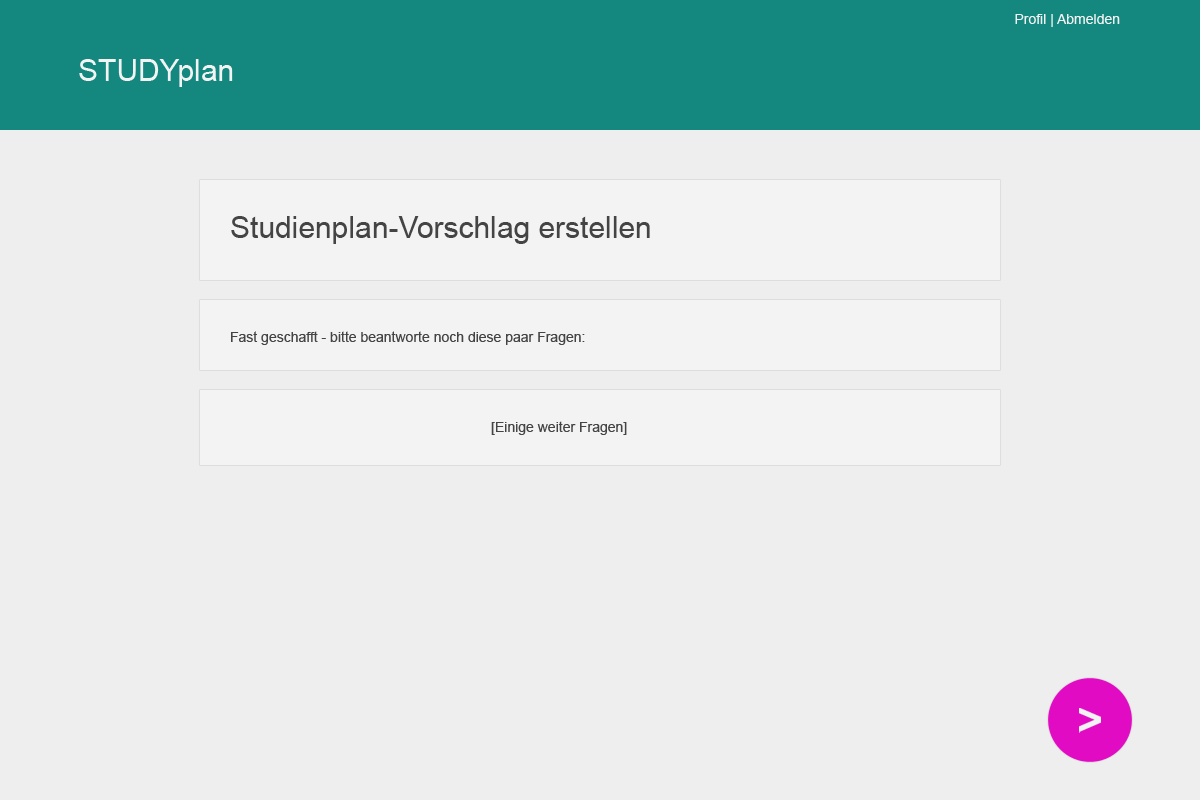 Profil | Abmelden
STUDYplan
Studienplan-Vorschlag erstellen
Fast geschafft - bitte beantworte noch diese paar Fragen:
[Einige weiter Fragen]
>